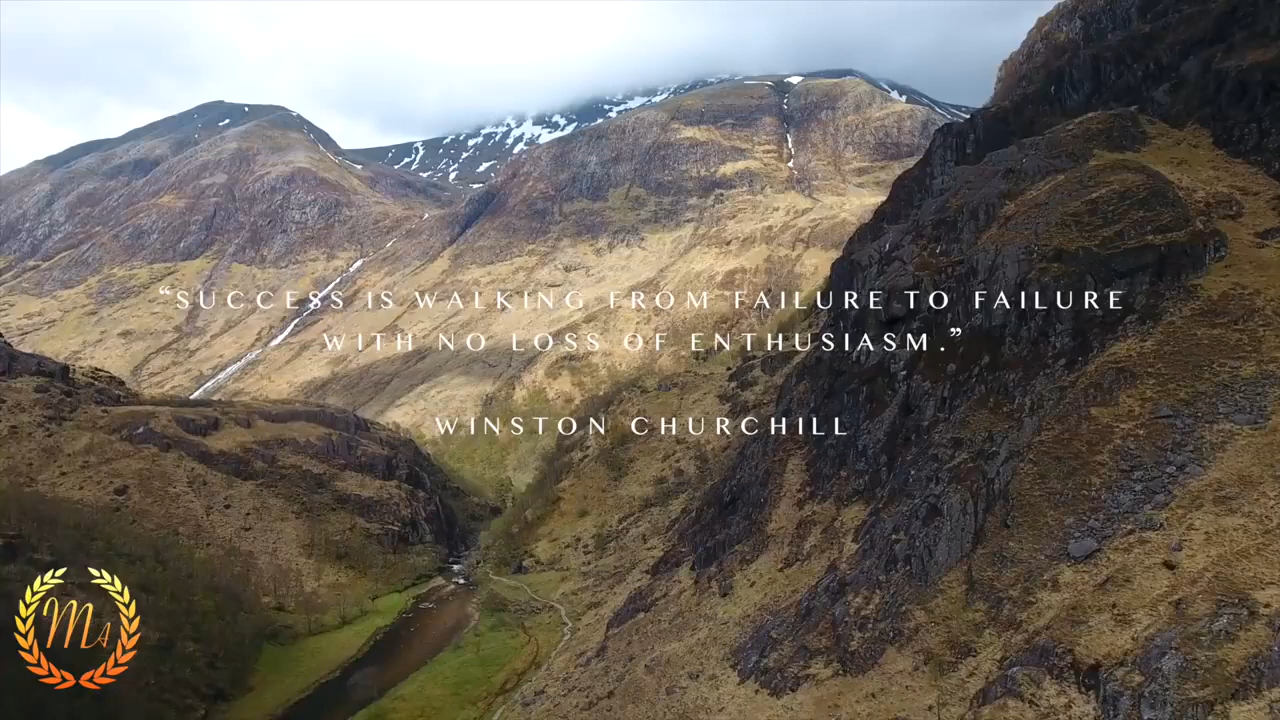 “SUCCESS IS WALKING FROM FAILURE TO FAILURE
WITH NO LOSS OF ENTHUSIASM.”
WINSTON CHURCHILL
MA